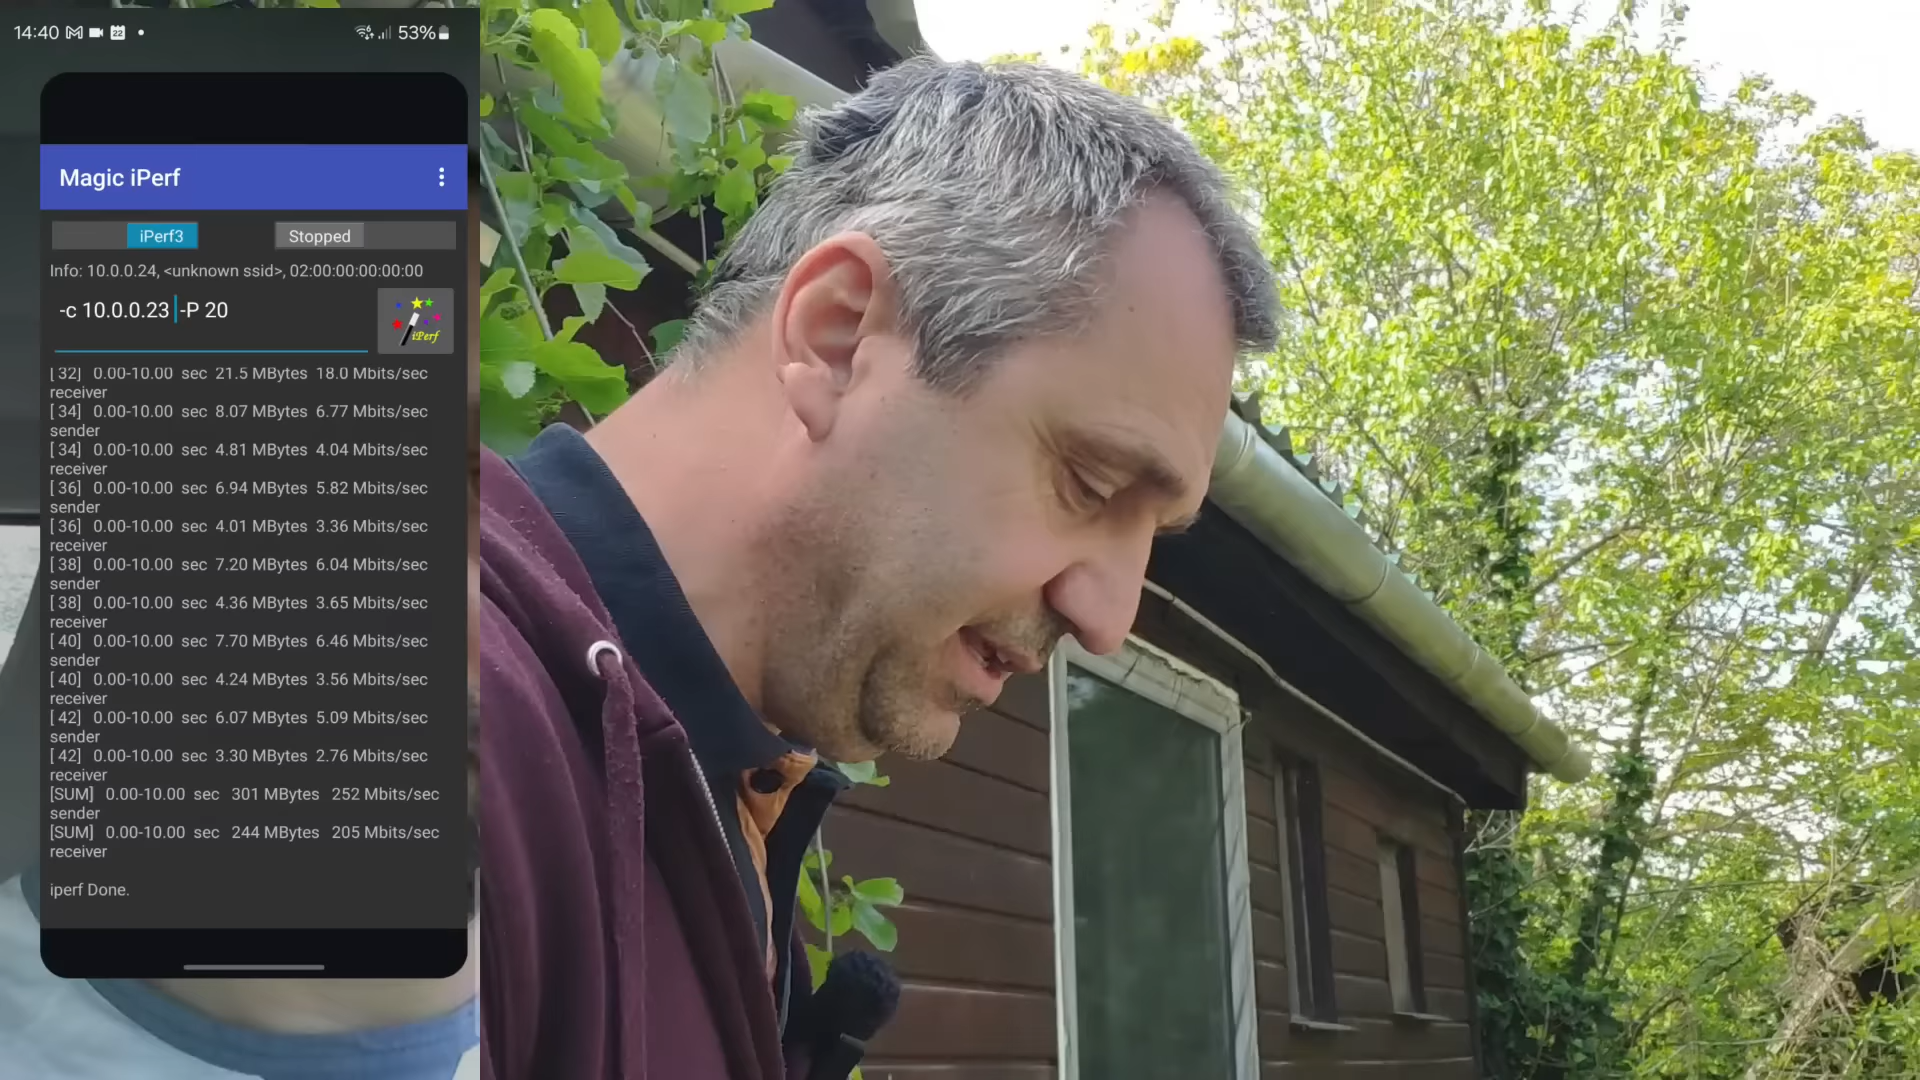 14:40 22 53%
Magic iPerf
iPerf3 Stopped
Info: 10.0.0.24, <unknown ssid>, 02:00:00:00:00:00
-c 10.0.0.23 -P 20
iPerf
[ 32] 0.00-10.00 sec 21.5 MBytes 18.0 Mbits/sec
receiver
[ 34] 0.00-10.00 sec 8.07 MBytes 6.77 Mbits/sec
sender
[ 34] 0.00-10.00 sec 4.81 MBytes 4.04 Mbits/sec
receiver
[ 36] 0.00-10.00 sec 6.94 MBytes 5.82 Mbits/sec
sender
[ 36] 0.00-10.00 sec 4.01 MBytes 3.36 Mbits/sec
receiver
[ 38] 0.00-10.00 sec 7.20 MBytes 6.04 Mbits/sec
sender
[ 38] 0.00-10.00 sec 4.36 MBytes 3.65 Mbits/sec
receiver
[ 40] 0.00-10.00 sec 7.70 MBytes 6.46 Mbits/sec
sender
[ 40] 0.00-10.00 sec 4.24 MBytes 3.56 Mbits/sec
receiver
[ 42] 0.00-10.00 sec 6.07 MBytes 5.09 Mbits/sec
sender
[ 42] 0.00-10.00 sec 3.30 MBytes 2.76 Mbits/sec
receiver
[SUM] 0.00-10.00 sec 301 MBytes 252 Mbits/sec
sender
[SUM] 0.00-10.00 sec 244 MBytes 205 Mbits/sec
receiver
iperf Done.